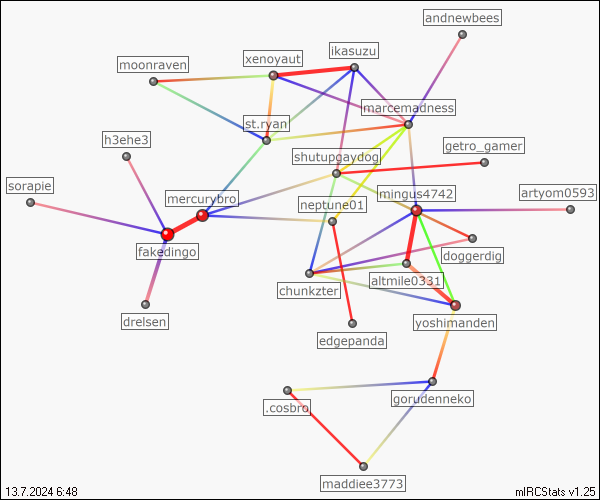 andnewbees
ikasuzu
xenoyaut
moonraven
marcemadness
st.ryan
h3ehe3
getro_gamer
shutupgaydog
sorapie
mercurybro
mingus4742
artyom0593
neptune01
fakedingo
doggerdig
altmile0331
chunkzter
drelsen
yoshimanden
edgepanda
gorudenneko
.cosbro
maddiee3773
13.7.2024 6:48
mIRCStats v1.25